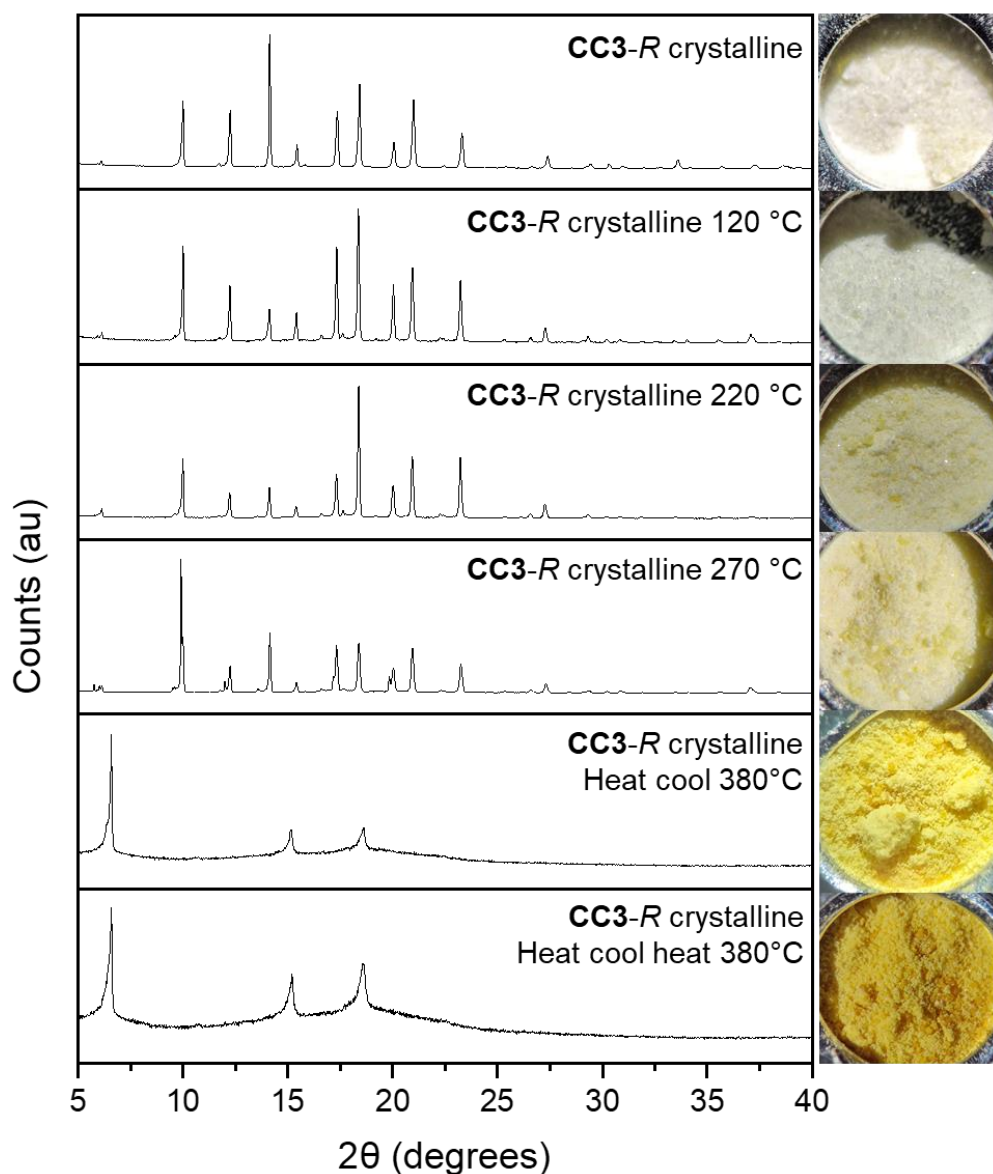 CC3-R crystalline
CC3-R crystalline 120 °C
CC3-R crystalline 220 °C
CC3-R crystalline 270 °C
CC3-R crystalline
Heat cool 380°C
CC3-R crystalline
Heat cool heat 380°C
Counts (au)
5 10 15 20 25 30 35 40
2θ (degrees)